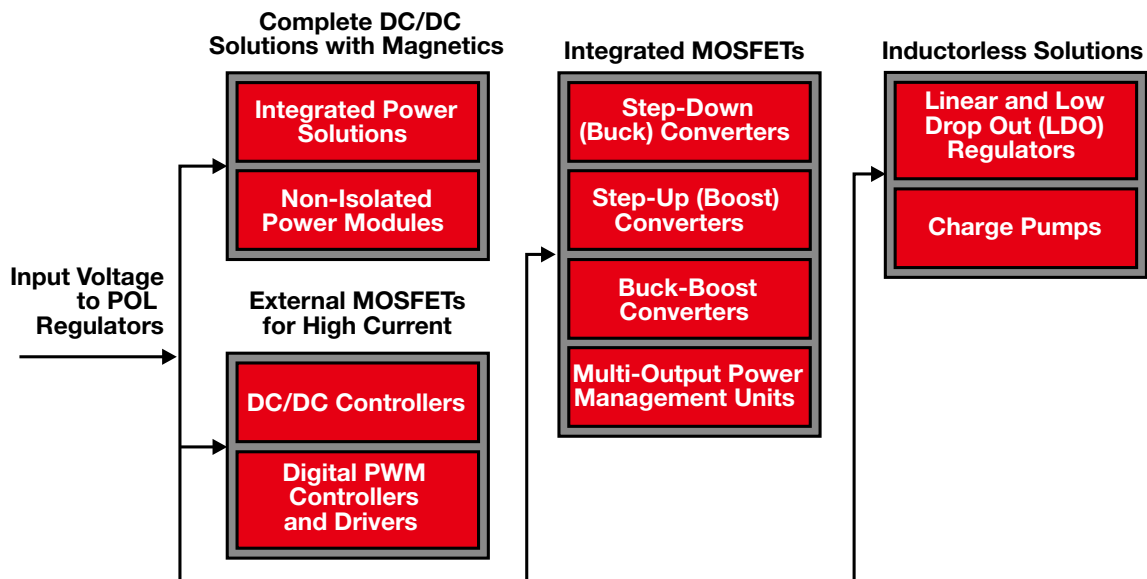 Complete DC/DC
Solutions with Magnetics
Integrated Power
Solutions
Non-Isolated
Power Modules
Input Voltage
to POL
Regulators
External MOSFETs
for High Current
DC/DC Controllers
Digital PWM
Controllers
and Drivers
Integrated MOSFETs
Step-Down
(Buck) Converters
Step-Up (Boost)
Converters
Buck-Boost
Converters
Multi-Output Power
Management Units
Inductorless Solutions
Linear and Low
Drop Out (LDO)
Regulators
Charge Pumps